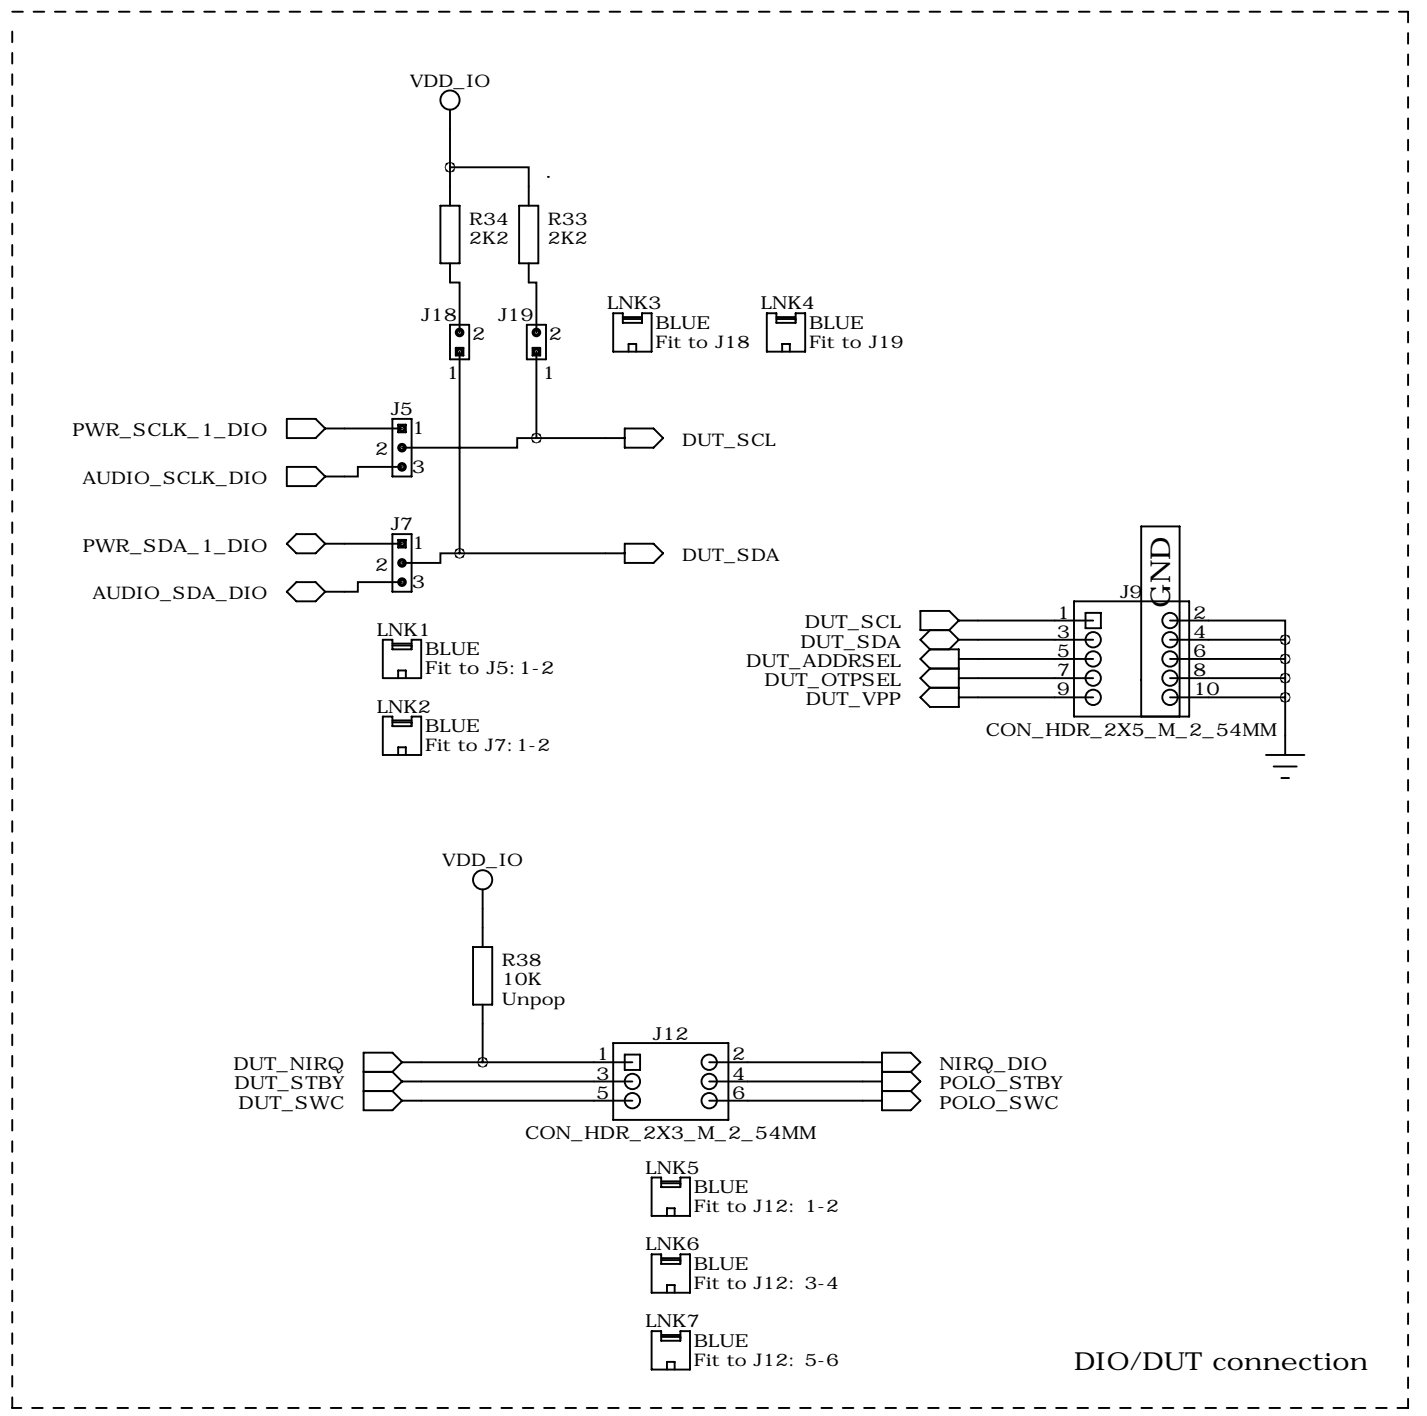 VDD_IO
R34
2K2
R33
2K2
J18
2
1
J19
2
1
LNK3
BLUE
Fit to J18
LNK4
BLUE
Fit to J19
PWR_SCLK_1_DIO
AUDIO_SCLK_DIO
J5
1
2
3
DUT_SCL
PWR_SDA_1_DIO
AUDIO_SDA_DIO
J7
1
2
3
DUT_SDA
LNK1
BLUE
Fit to J5: 1-2
LNK2
BLUE
Fit to J7: 1-2
GND
J9
DUT_SCL
1
2
DUT_SDA
3
4
DUT_ADDRSEL
5
6
DUT_OTPSEL
7
8
DUT_VPP
9
10
CON_HDR_2X5_M_2_54MM
VDD_IO
R38
10K
Unpop
J12
DUT_NIRQ
1
2
NIRQ_DIO
DUT_STBY
3
4
POLO_STBY
DUT_SWC
5
6
POLO_SWC
CON_HDR_2X3_M_2_54MM
LNK5
BLUE
Fit to J12: 1-2
LNK6
BLUE
Fit to J12: 3-4
LNK7
BLUE
Fit to J12: 5-6
DIO/DUT connection